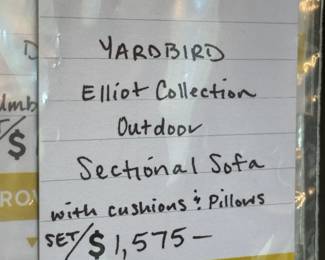 YARDBIRD
Elliot Collection
Outdoor
Sectional Sofa
with cushions & Pillows
SET/$1,575—